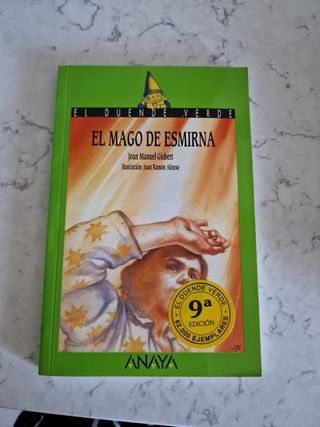 EL DUENDE VERDE
EL MAGO DE ESMIRNA
Joan Manuel Gisbert
Ilustración: Juan Ramón Alonso
EL DUENDE VERDE
9ª
EDICIÓN
62.000 EJEMPLARES
ANAYA